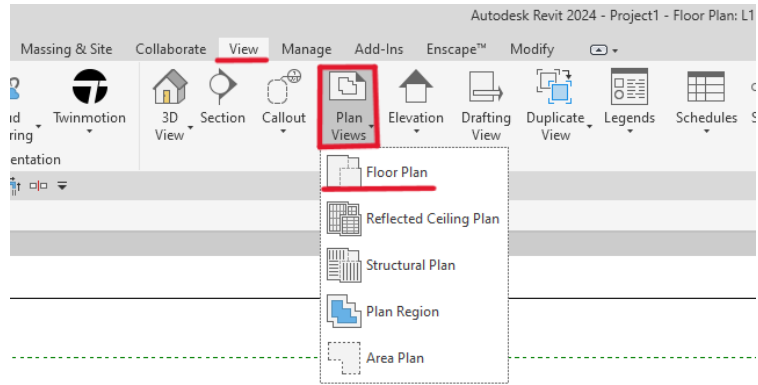 Autodesk Revit 2024 - Project1 - Floor Plan: L1
Massing & Site Collaborate View Manage Add-Ins Enscape™ Modify
Twinmotion 3D View Section Callout Plan Views Elevation Drafting View Duplicate View Legends Schedules
ring
entation
Floor Plan
Reflected Ceiling Plan
Structural Plan
Plan Region
Area Plan